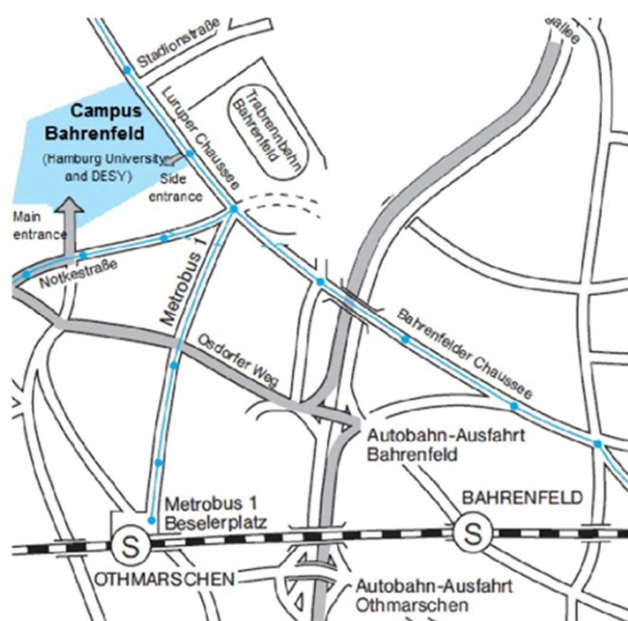 Stadionstraße
Campus
Bahrenfeld
(Hamburg University
and DESY)
Luruper Chaussee
Trabrennbahn
Bahrenfeld
Side
entrance
Main
entrance
Notkestraße
Metrobus 1
Osdorfer Weg
Bahrenfelder Chaussee
Autobahn-Ausfahrt
Bahrenfeld
BAHRENFELD
Metrobus 1
Beselerplatz
S
S
OTHMARSCHEN
Autobahn-Ausfahrt
Othmarschen